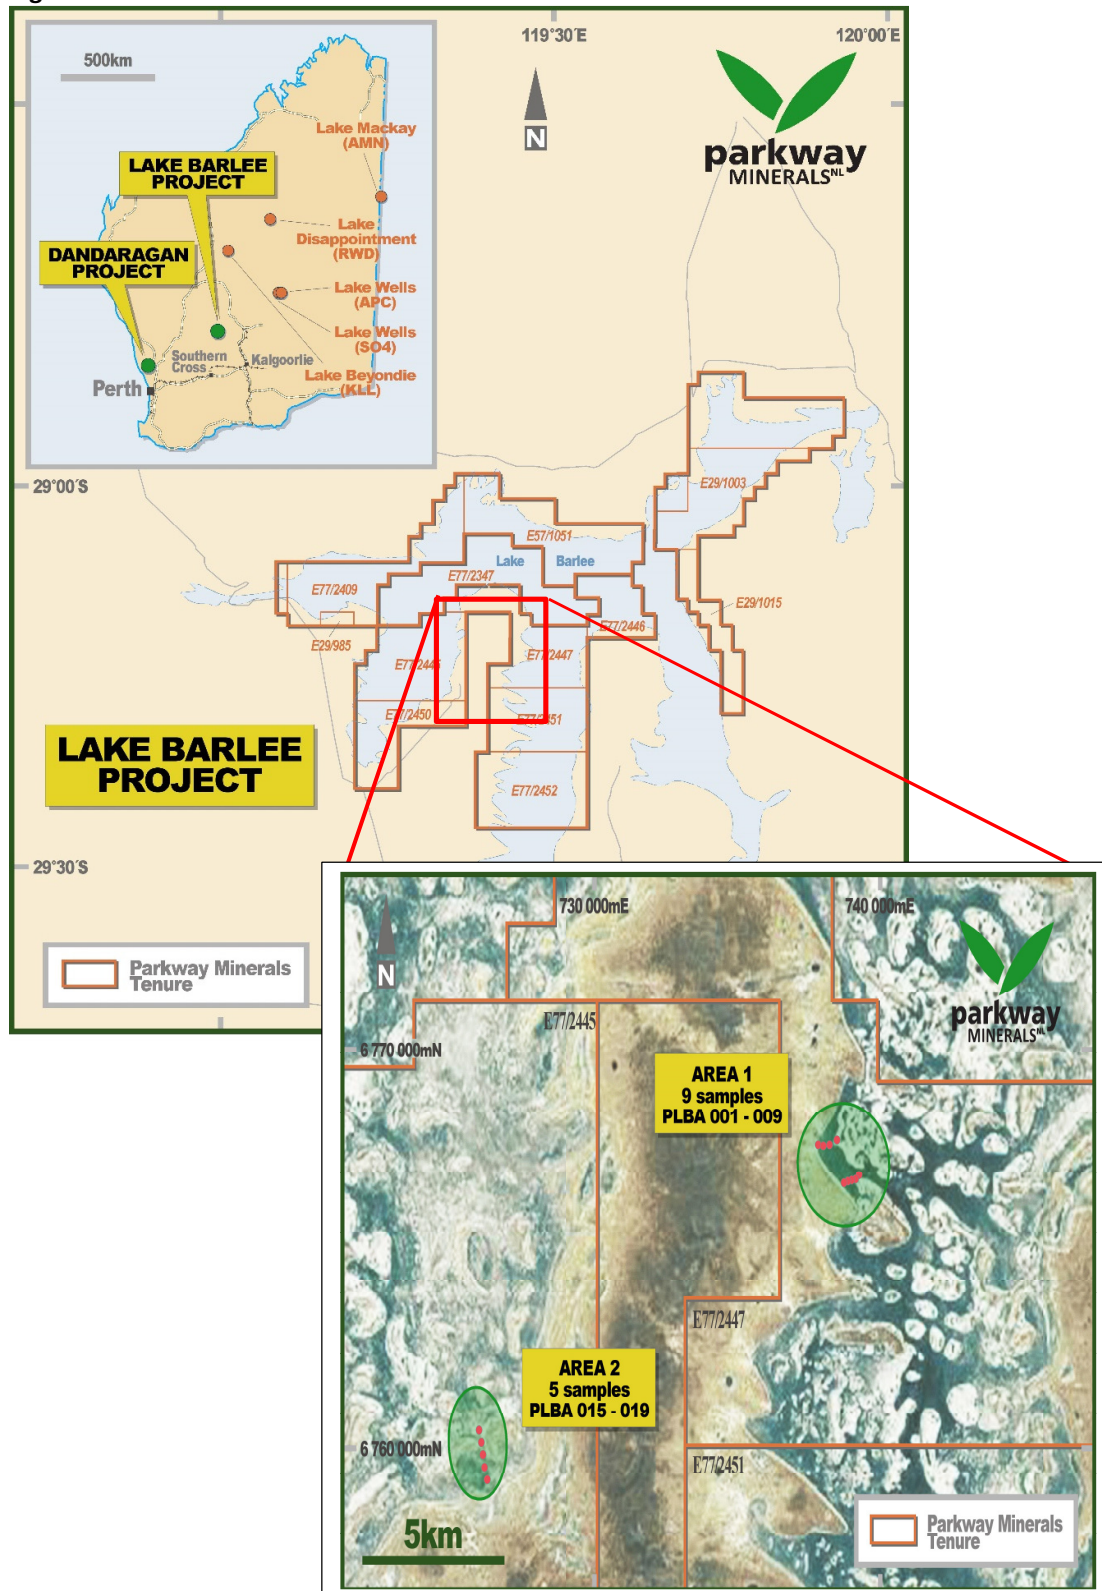 119°30´E
120°00´E
500km
N
parkway
MINERALS NL
Lake Mackay
(AMN)
LAKE BARLEE
PROJECT
Lake
Disappointment
(RWD)
DANDARAGAN
PROJECT
Lake Wells
(APC)
Lake Wells
(SO4)
Southern
Cross
Kalgoorlie
Lake Beyondie
(KLL)
Perth
29°00´S
E29/1003
E57/1051
Lake Barlee
E77/2409
E77/2347
E29/1015
E29/985
E77/2446
E77/2445
E77/2447
E77/2450
E77/2451
LAKE BARLEE
PROJECT
E77/2452
29°30´S
Parkway Minerals
Tenure
730 000mE
740 000mE
N
parkway
MINERALS NL
E77/2445
6 770 000mN
AREA 1
9 samples
PLBA 001 - 009
E77/2447
AREA 2
5 samples
PLBA 015 - 019
6 760 000mN
E77/2451
5km
Parkway Minerals
Tenure